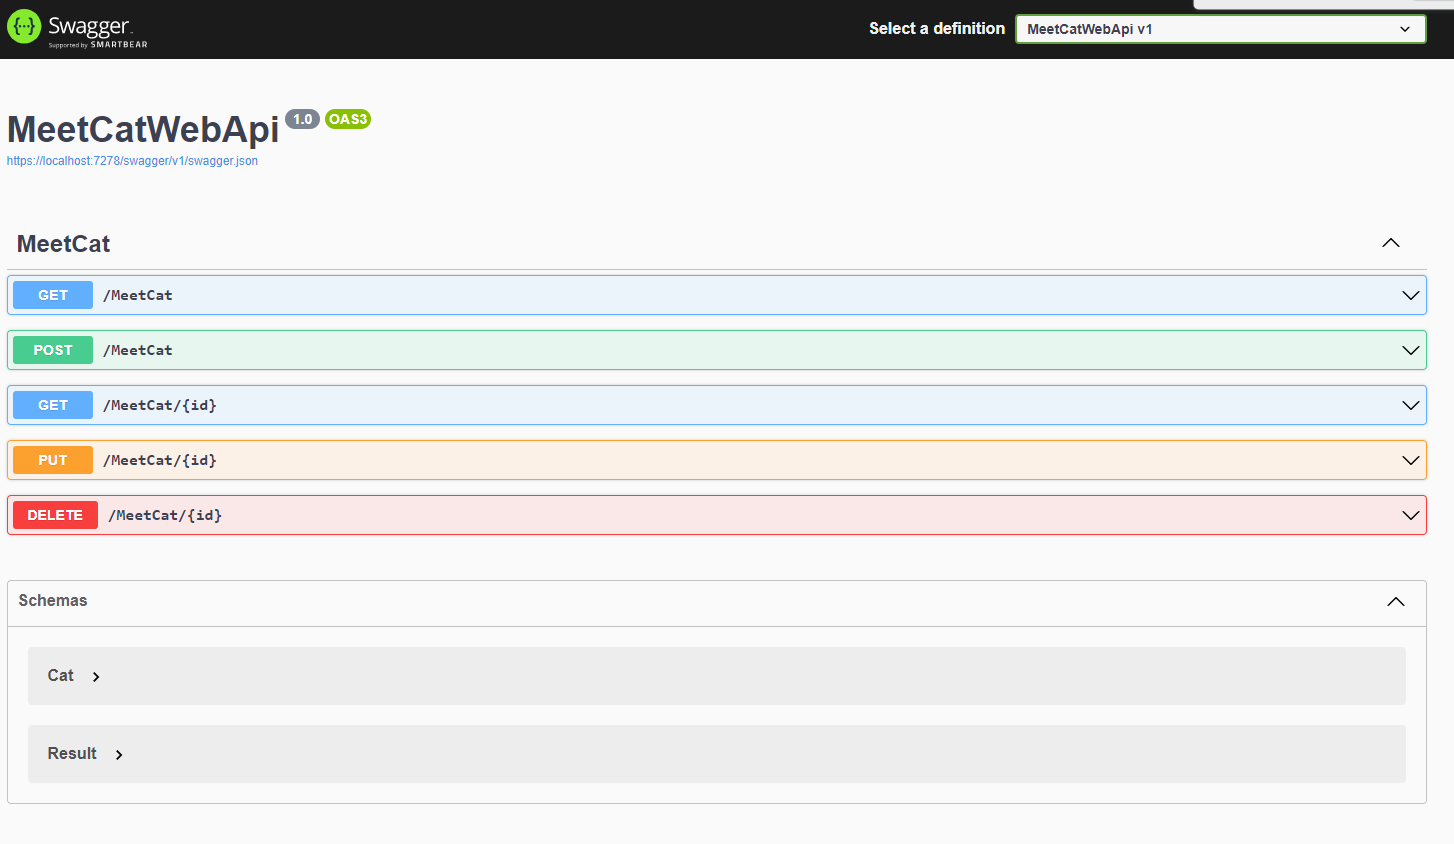 Swagger
Supported by SMARTBEAR
Select a definition
MeetCatWebApi v1
MeetCatWebApi 1.0 OAS3
https://localhost:7278/swagger/v1/swagger.json
MeetCat
GET /MeetCat
POST /MeetCat
GET /MeetCat/{id}
PUT /MeetCat/{id}
DELETE /MeetCat/{id}
Schemas
Cat
Result